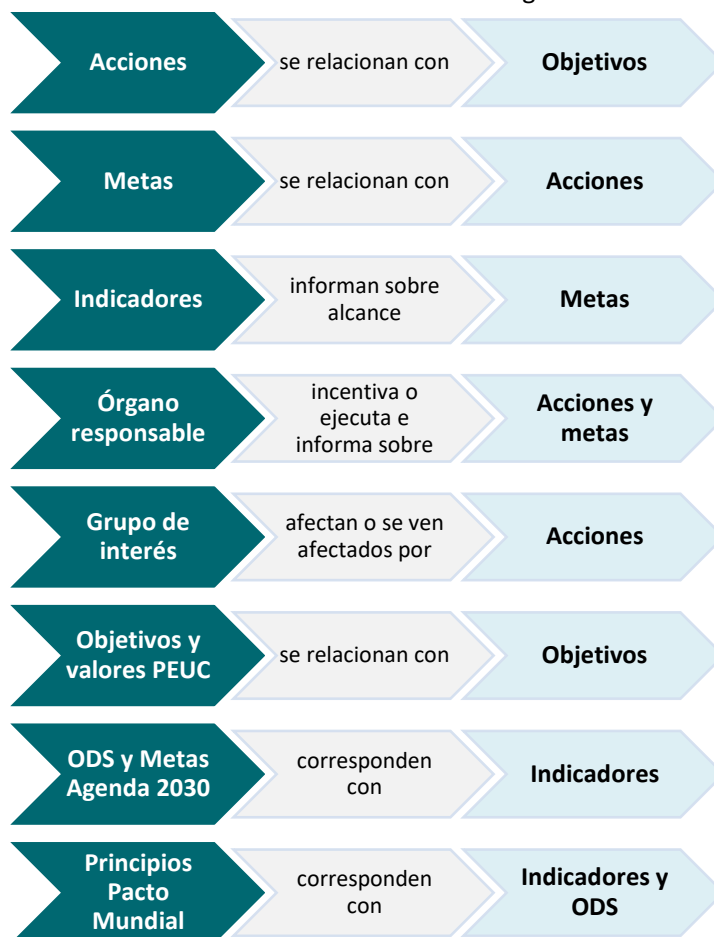 Acciones
se relacionan con
Objetivos
Metas
se relacionan con
Acciones
Indicadores
informan sobre
alcance
Metas
Órgano
responsable
incentiva o
ejecuta e
informa sobre
Acciones y
metas
Grupo de
interés
afectan o se ven
afectados por
Acciones
Objetivos y
valores PEUC
se relacionan con
Objetivos
ODS y Metas
Agenda 2030
corresponden
con
Indicadores
Principios
Pacto
Mundial
corresponden
con
Indicadores y
ODS